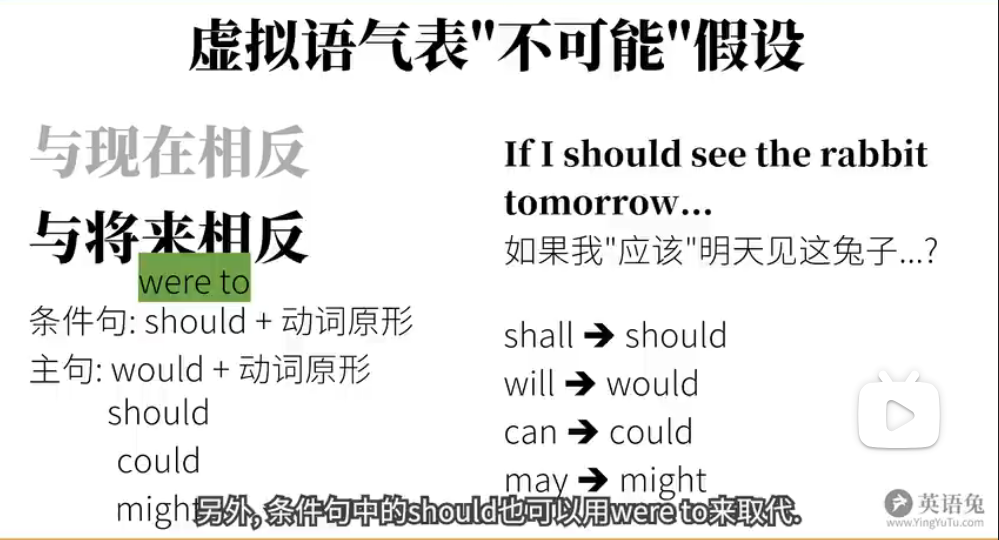 虚拟语气表"不可能"假设
与现在相反
与将来相反
were to
条件句: should + 动词原形
主句: would + 动词原形
should
could
might
If I should see the rabbit
tomorrow...
如果我"应该"明天见这兔子...?
shall ➔ should
will ➔ would
can ➔ could
may ➔ might
另外, 条件句中的should也可以用were to来取代.
英语兔
www.YingYuTu.com